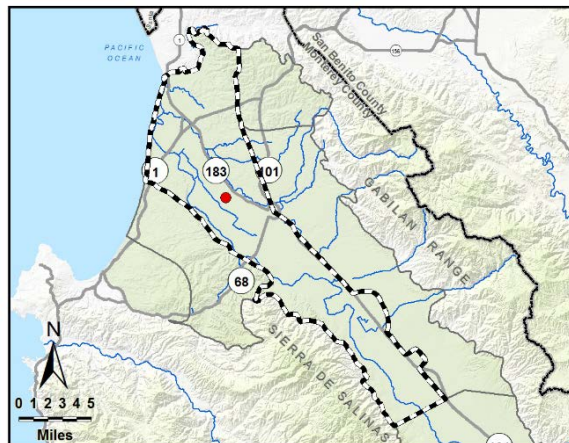 1
156
PACIFIC
OCEAN
San Benito County
Monterey County
183
101
1
GABILAN RANGE
68
SIERRA DE SALINAS
N
0 1 2 3 4 5
Miles